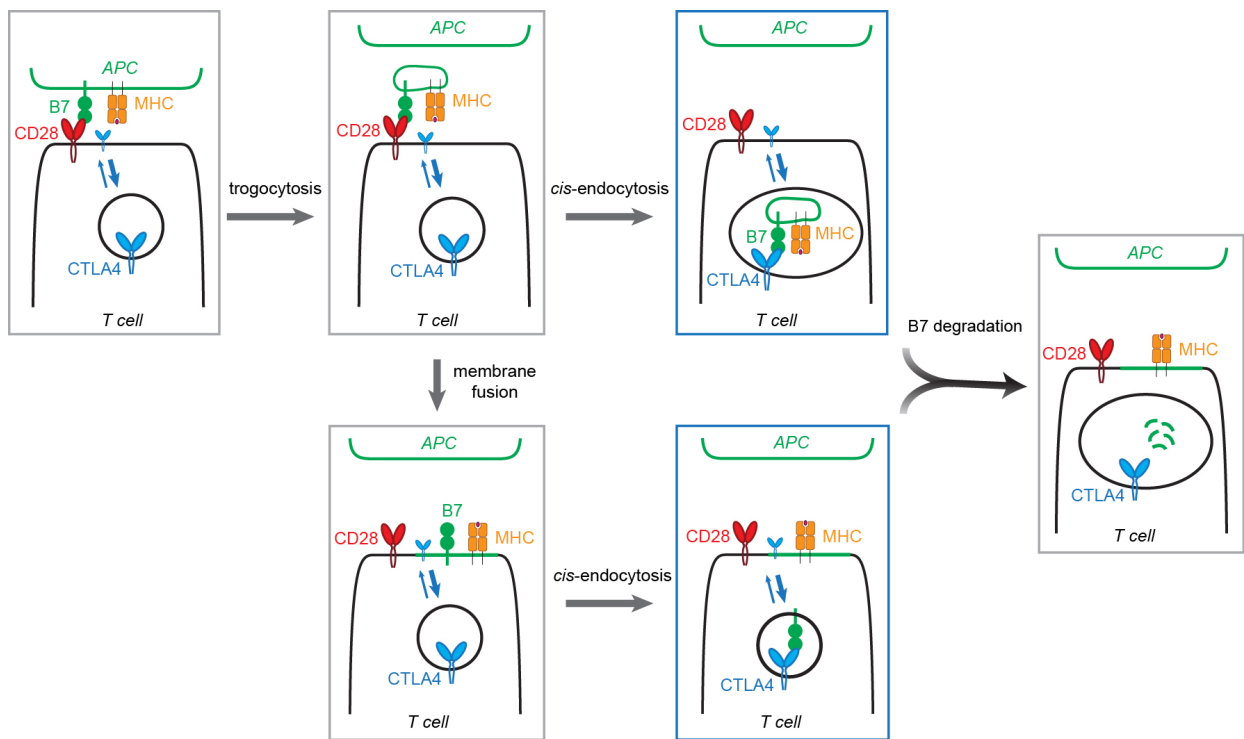 APC
B7
MHC
CD28
CTLA4
T cell
trogocytosis
APC
B7
MHC
CD28
CTLA4
T cell
cis-endocytosis
APC
CD28
B7
MHC
CTLA4
T cell
membrane
fusion
APC
B7
CD28
MHC
CTLA4
T cell
cis-endocytosis
APC
CD28
MHC
CTLA4
T cell
B7 degradation
APC
CD28
MHC
CTLA4
T cell